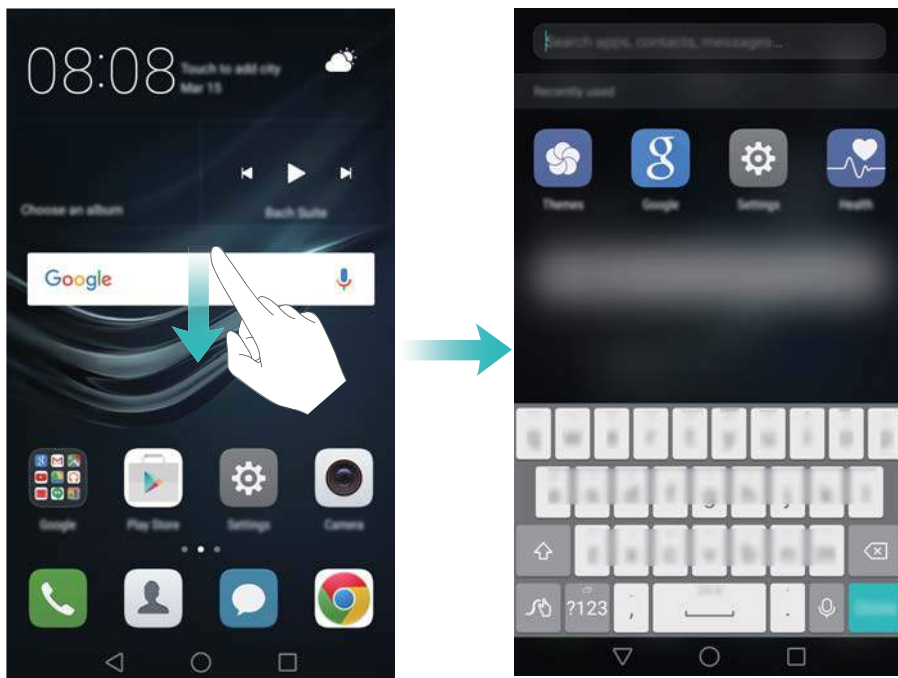 08:08
Touch to add city
Mar 15
Choose an album
Bach Suite
Google
Google
Play Store
Settings
Camera
Search apps, contacts, messages...
Recently used
Themes
Google
Settings
Health
?123
,
.